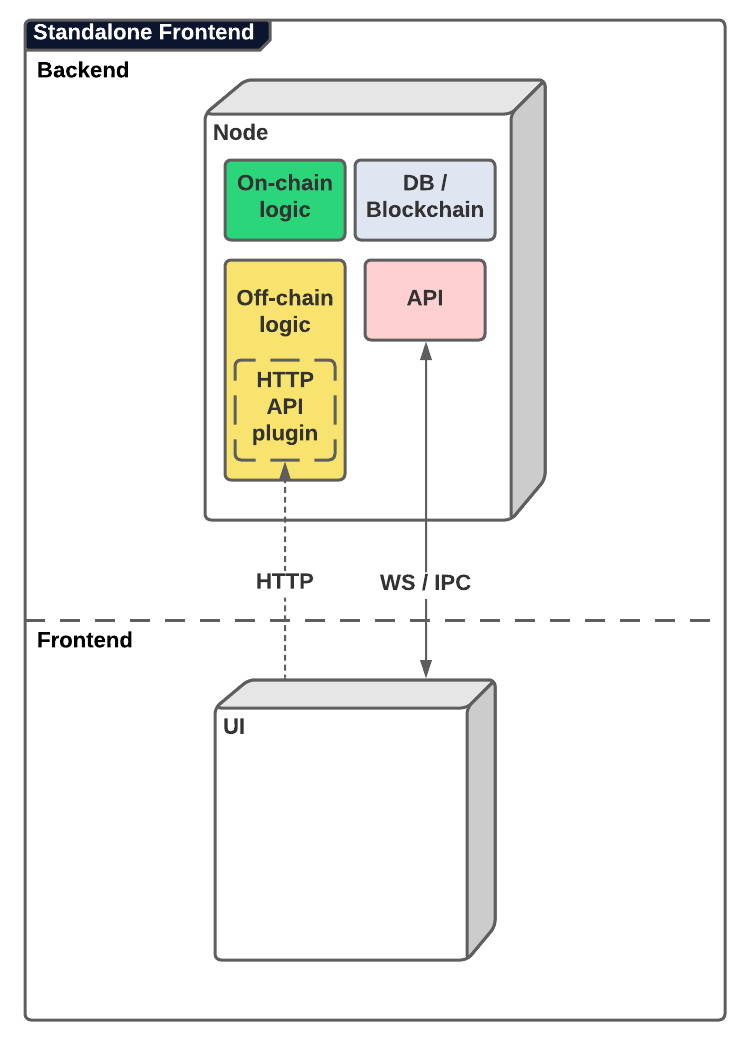 Standalone Frontend
Backend
Node
On-chain
logic
DB /
Blockchain
Off-chain
logic
API
HTTP
API
plugin
HTTP
WS / IPC
Frontend
UI